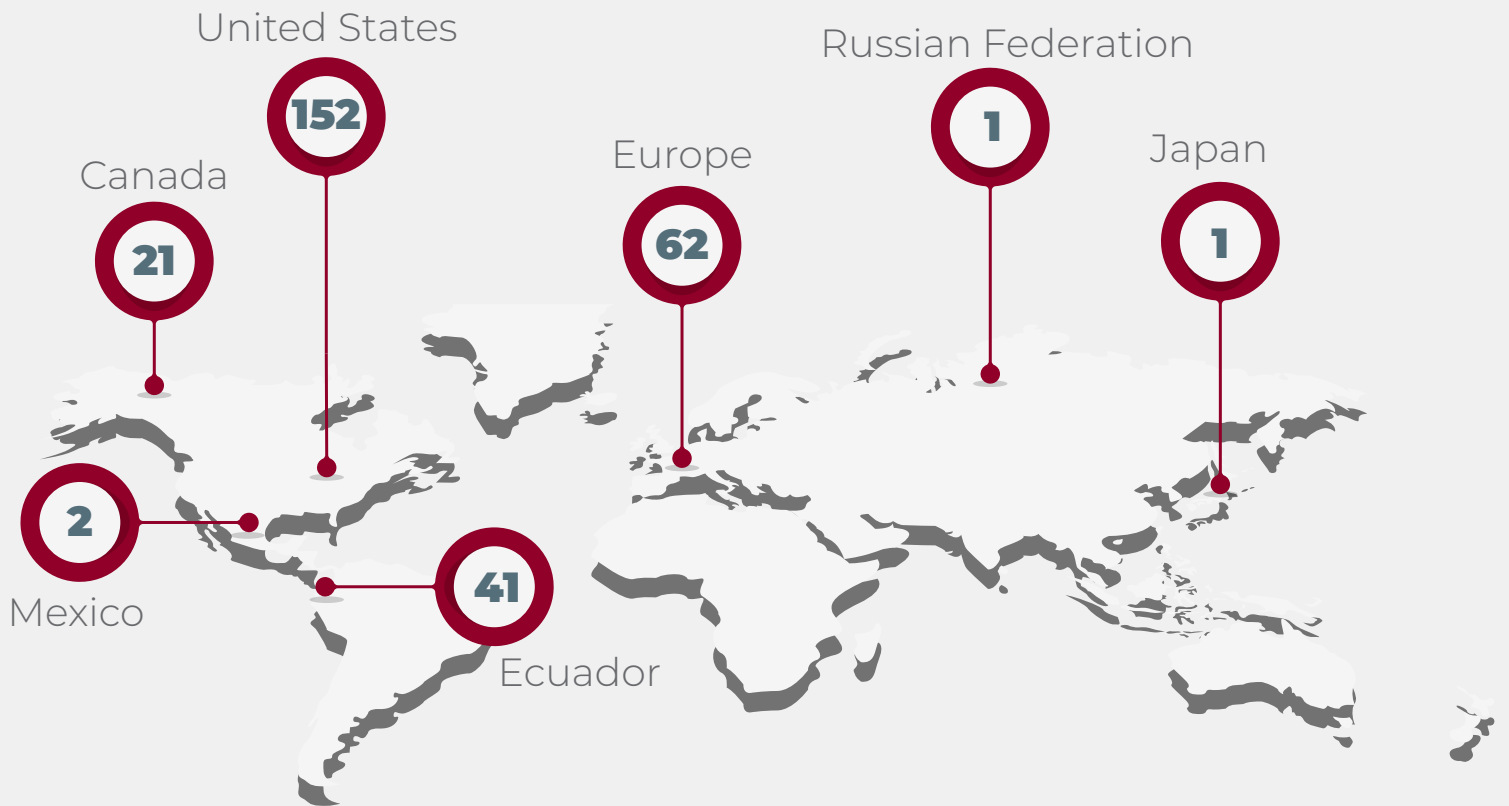 United States
152
Russian Federation
1
Canada
21
Europe
62
Japan
1
2
Mexico
41
Ecuador